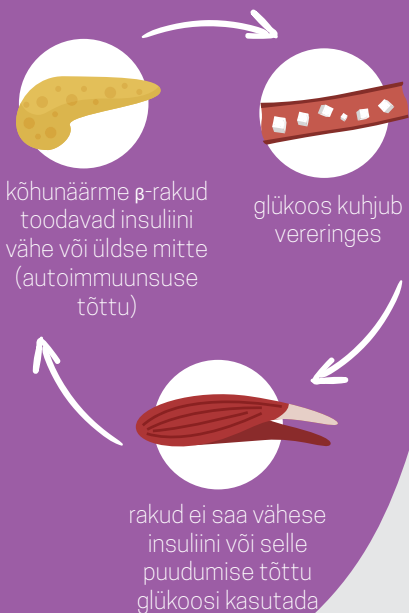 kõhunäärme β-rakud
toodavad insuliini
vähe või üldse mitte
(autoimmuunsuse
tõttu)
glükoos kuhjub
vereringes
rakud ei saa vähese
insuliini või selle
puudumise tõttu
glükoosi kasutada